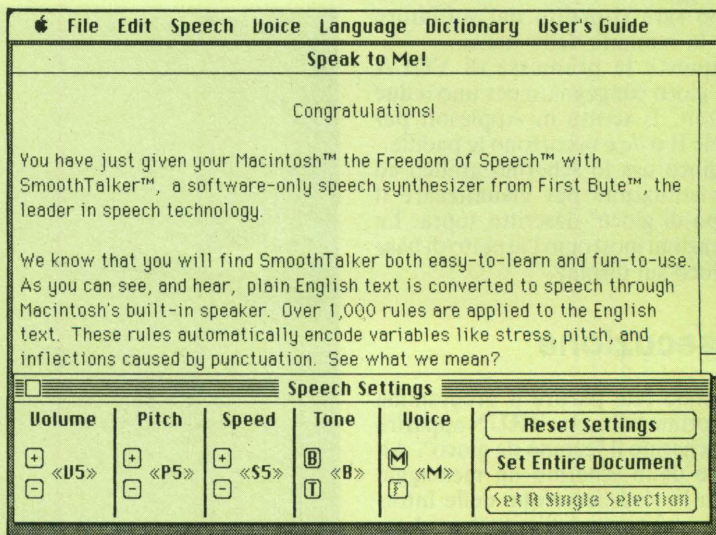 File Edit Speech Voice Language Dictionary User's Guide
Speak to Me!
Congratulations!
You have just given your Macintosh™ the Freedom of Speech™ with
SmoothTalker™, a software-only speech synthesizer from First Byte™, the
leader in speech technology.
We know that you will find SmoothTalker both easy-to-learn and fun-to-use.
As you can see, and hear, plain English text is converted to speech through
Macintosh's built-in speaker. Over 1,000 rules are applied to the English
text. These rules automatically encode variables like stress, pitch, and
inflections caused by punctuation. See what we mean?
Speech Settings
Volume Pitch Speed Tone Voice
+ «V5» - + «P5» - + «S5» - B «B» T M «M» F
Reset Settings
Set Entire Document
Set A Single Selection